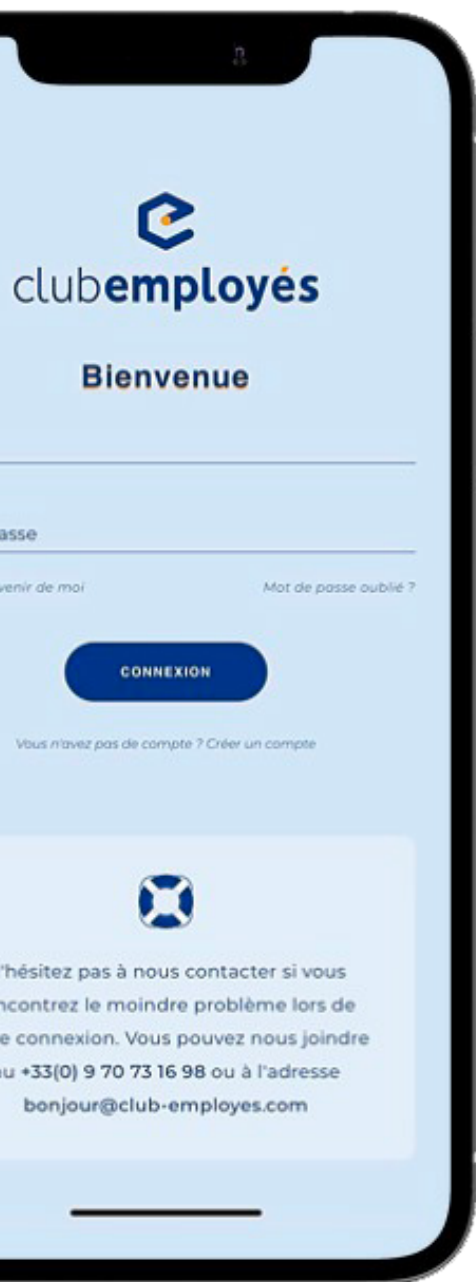 clubemployés
Bienvenue
asse
venir de moi
Mot de passe oublié ?
CONNEXION
Vous n'avez pas de compte ? Créer un compte
'hésitez pas à nous contacter si vous
ncontrez le moindre problème lors de
e connexion. Vous pouvez nous joindre
au +33(0) 9 70 73 16 98 ou à l'adresse
bonjour@club-employes.com